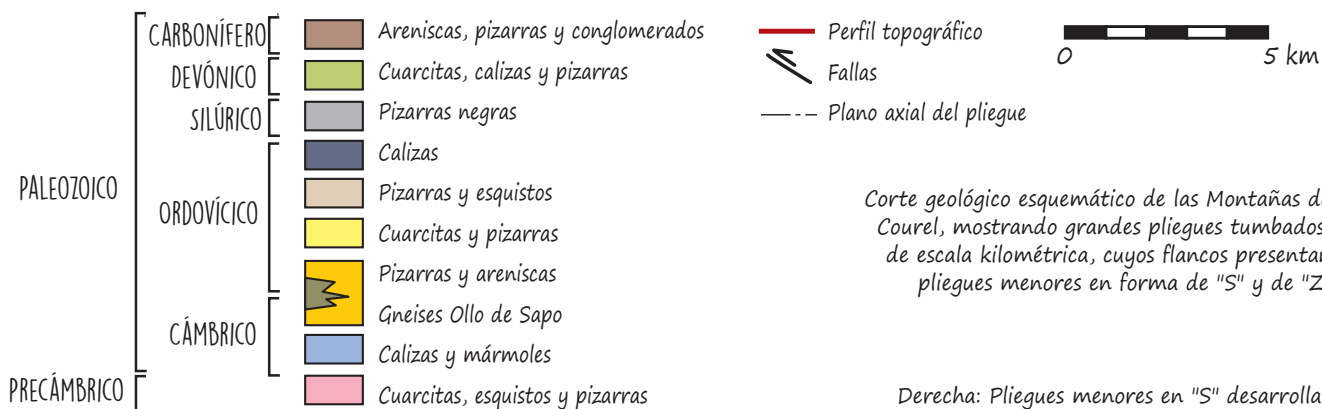 CARBONÍFERO
Areniscas, pizarras y conglomerados
DEVÓNICO
Cuarcitas, calizas y pizarras
SILÚRICO
Pizarras negras
PALEOZOICO
ORDOVÍCICO
Calizas
Pizarras y esquistos
Cuarcitas y pizarras
Pizarras y areniscas
Gneises Ollo de Sapo
CÁMBRICO
Calizas y mármoles
PRECÁMBRICO
Cuarcitas, esquistos y pizarras
Perfil topográfico
Fallas
Plano axial del pliegue
0 5 km
Corte geológico esquemático de las Montañas
Courel, mostrando grandes pliegues tumbados
de escala kilométrica, cuyos flancos
pliegues menores en forma de "S" y de "Z
Derecha: Pliegues menores en "S"